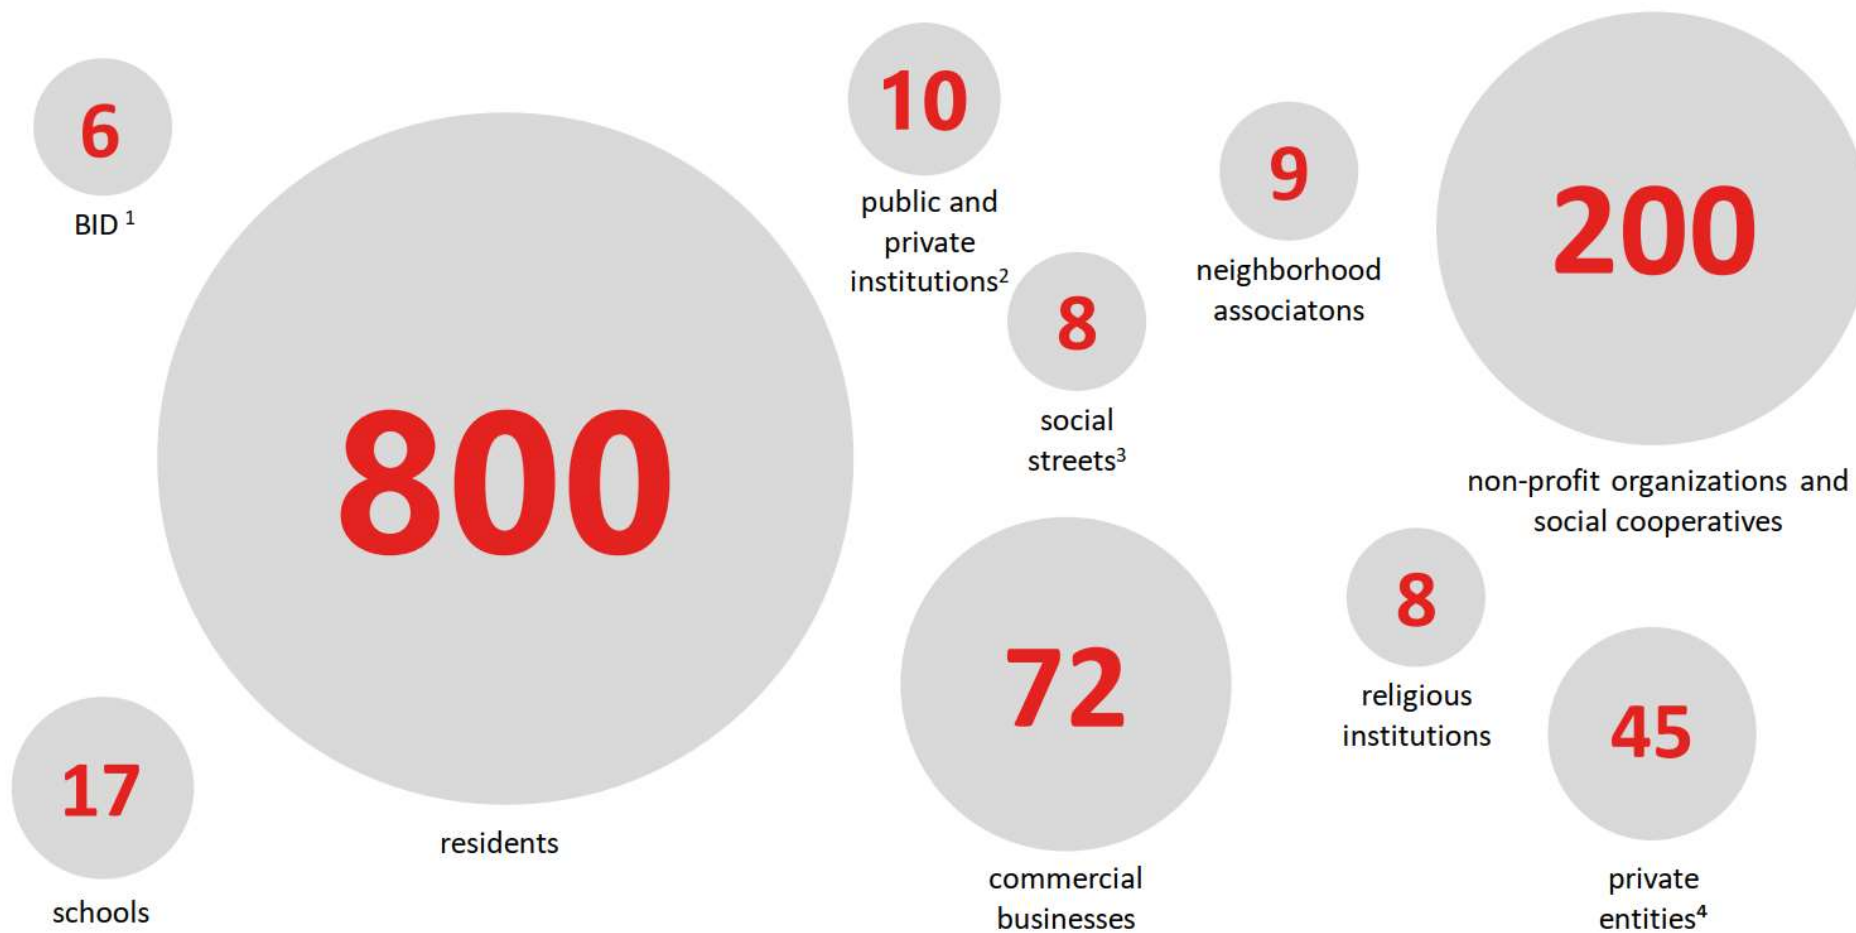 6
BID ¹
800
residents
17
schools
10
public and
private
institutions²
8
social
streets³
9
neighborhood
associatons
200
non-profit organizations and
social cooperatives
72
commercial
businesses
8
religious
institutions
45
private
entities⁴